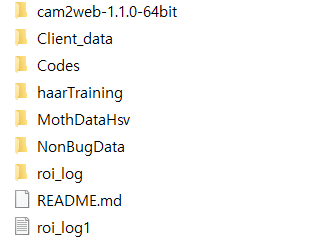 cam2web-1.1.0-64bit
Client_data
Codes
haarTraining
MothDataHsv
NonBugData
roi_log
README.md
roi_log1